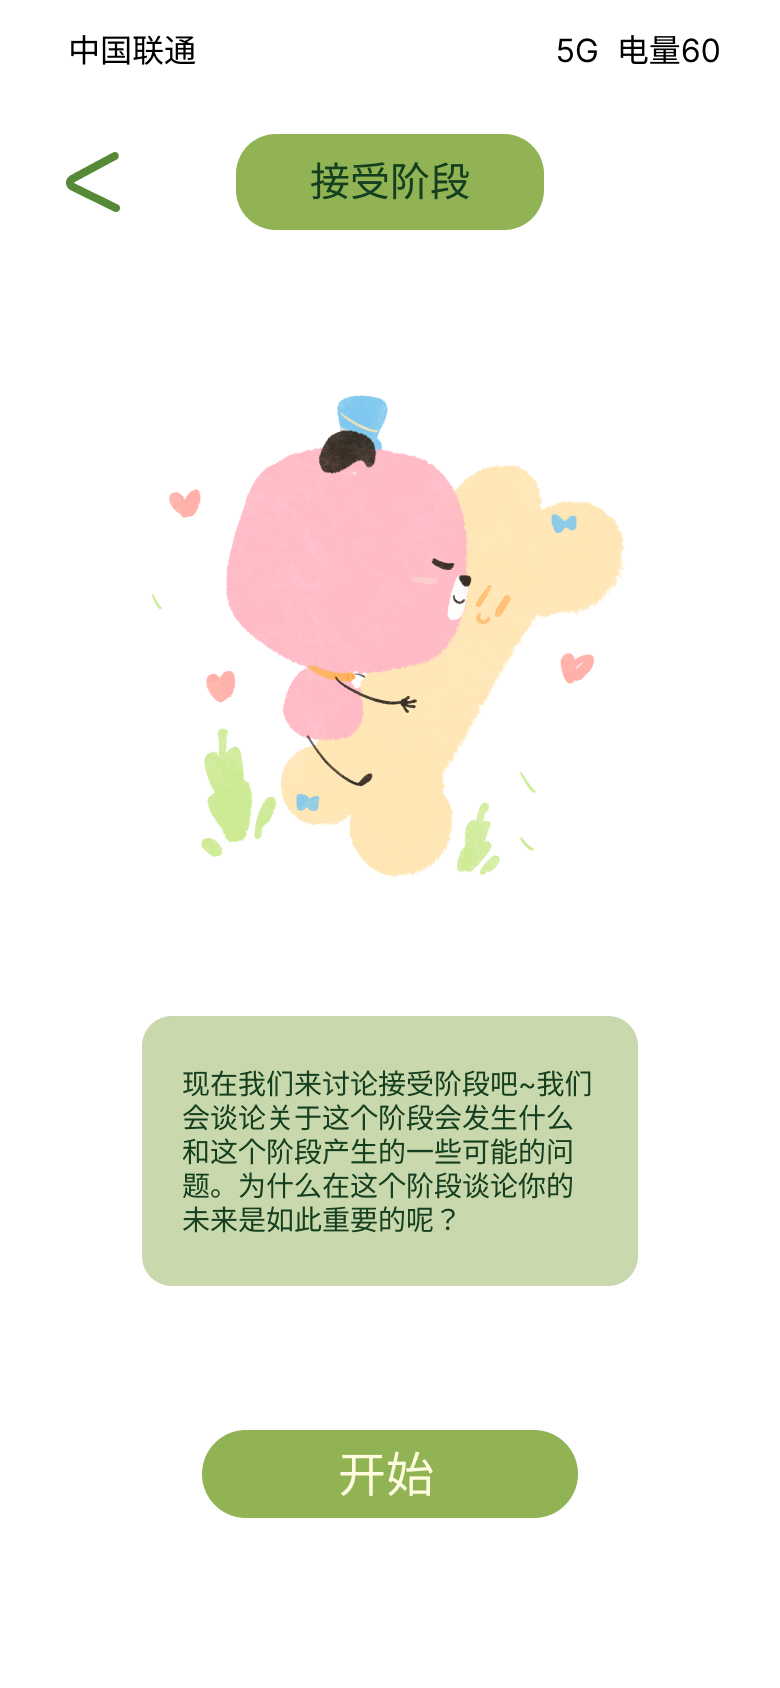 中国联通
5G 电量60
<
接受阶段
现在我们来讨论接受阶段吧~我们
会谈论关于这个阶段会发生什么
和这个阶段产生的一些可能的问
题。为什么在这个阶段谈论你的
未来是如此重要的呢？
开始